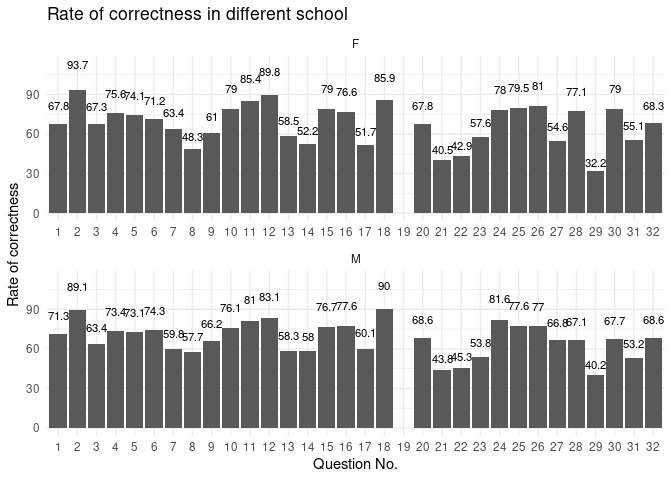 Rate of correctness in different school
F
67.8 93.7 67.3 75.6 74.1 71.2 63.4 48.3 61 79 85.4 89.8 58.5 52.2 79 76.6 51.7 85.9 67.8 40.5 42.9 57.6 78 79.5 81 54.6 77.1 32.2 79 55.1 68.3
90
60
30
0
1 2 3 4 5 6 7 8 9 10 11 12 13 14 15 16 17 18 19 20 21 22 23 24 25 26 27 28 29 30 31 32
Rate of correctness
M
71.3 89.1 63.4 73.4 73.1 74.3 59.8 57.7 66.2 76.1 81 83.1 58.3 58 76.7 77.6 60.1 90 68.6 43.8 45.3 53.8 81.6 77.6 77 66.8 67.1 40.2 67.7 53.2 68.6
90
60
30
0
1 2 3 4 5 6 7 8 9 10 11 12 13 14 15 16 17 18 19 20 21 22 23 24 25 26 27 28 29 30 31 32
Question No.